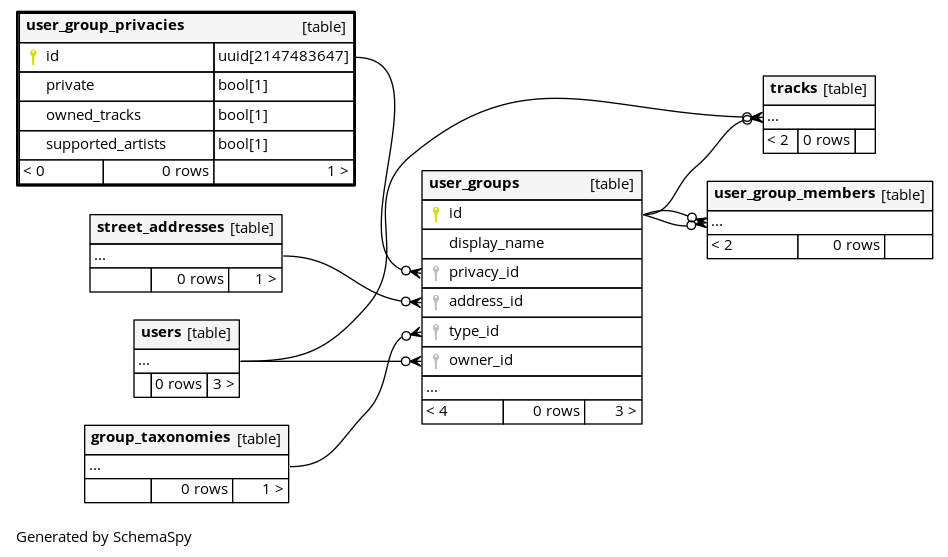 user_group_privacies [table]
id uuid[2147483647]
private bool[1]
owned_tracks bool[1]
supported_artists bool[1]
< 0 0 rows 1 >
street_addresses [table]
...
0 rows 1 >
users [table]
...
0 rows 3 >
group_taxonomies [table]
...
0 rows 1 >
user_groups [table]
id
display_name
privacy_id
address_id
type_id
owner_id
...
< 4 0 rows 3 >
tracks [table]
...
< 2 0 rows
user_group_members [table]
...
< 2 0 rows
Generated by SchemaSpy